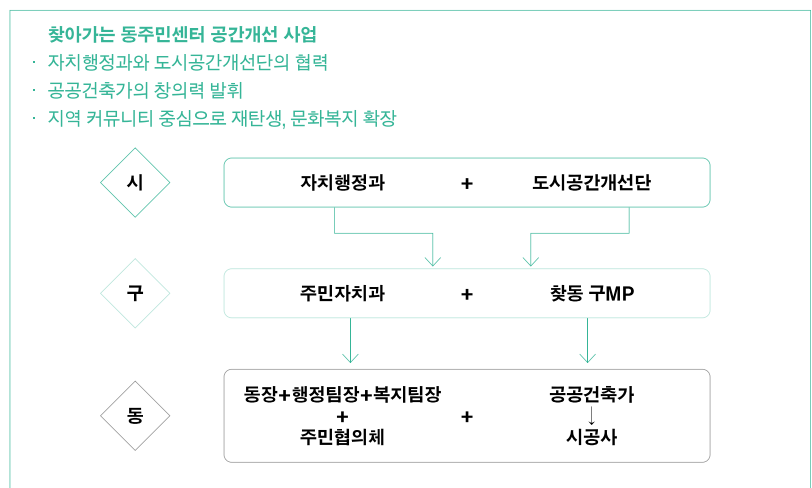 찾아가는 동주민센터 공간개선 사업
· 자치행정과와 도시공간개선단의 협력
· 공공건축가의 창의력 발휘
· 지역 커뮤니티 중심으로 재탄생, 문화복지 확장
시
자치행정과 + 도시공간개선단
구
주민자치과 + 찾동 구MP
동
동장+행정팀장+복지팀장
+
주민협의체
+
공공건축가
↓
시공사